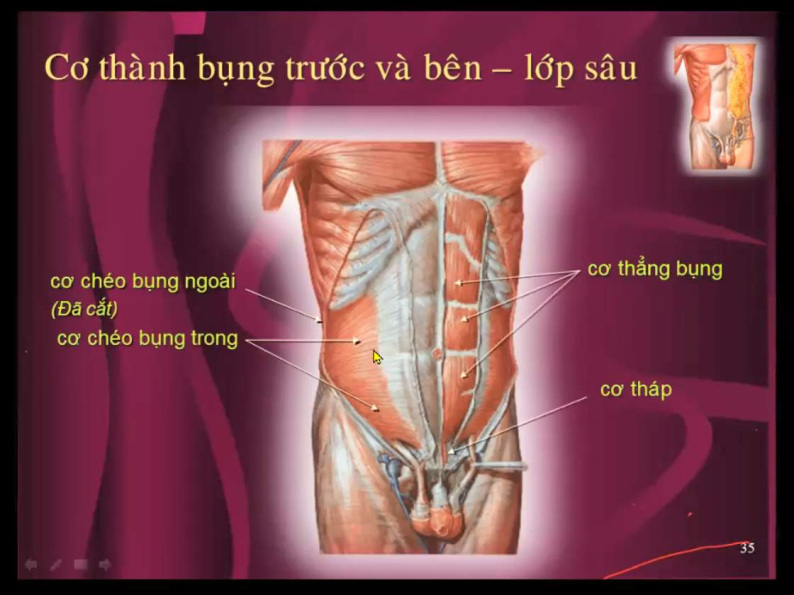 Cơ thành bụng trước và bên – lớp sâu
cơ chéo bụng ngoài
(Đã cắt)
cơ chéo bụng trong
cơ thẳng bụng
cơ tháp
35